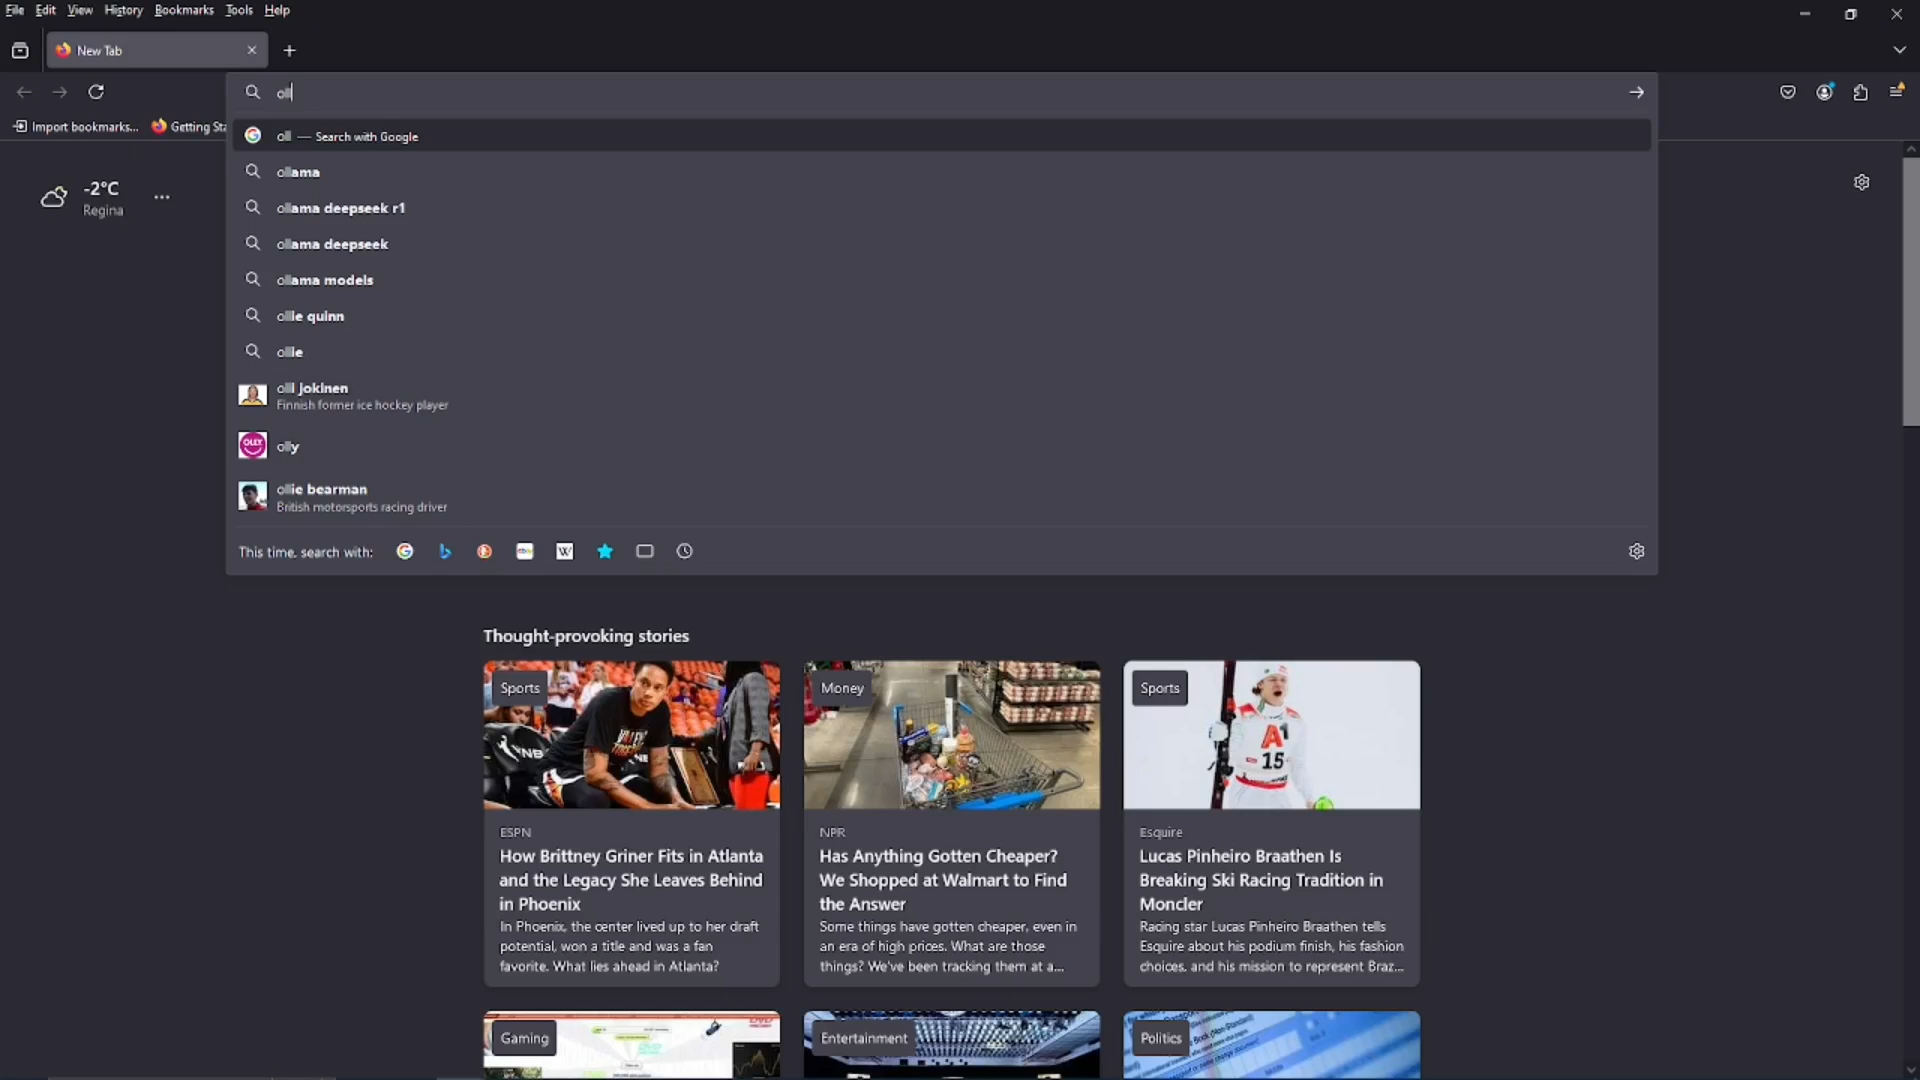 File Edit View History Bookmarks Tools Help
New Tab
oll
Import bookmarks... Getting Sta
oll — Search with Google
ollama
ollama deepseek r1
ollama deepseek
ollama models
ollie quinn
ollie
olli jokinen
Finnish former ice hockey player
OLLY
olly
ollie bearman
British motorsports racing driver
This time, search with:
-2°C
Regina
Thought-provoking stories
Sports
ESPN
How Brittney Griner Fits in Atlanta
and the Legacy She Leaves Behind
in Phoenix
In Phoenix, the center lived up to her draft
potential, won a title and was a fan
favorite. What lies ahead in Atlanta?
Money
NPR
Has Anything Gotten Cheaper?
We Shopped at Walmart to Find
the Answer
Some things have gotten cheaper, even in
an era of high prices. What are those
things? We've been tracking them at a...
Sports
A1
15
Esquire
Lucas Pinheiro Braathen Is
Breaking Ski Racing Tradition in
Moncler
Racing star Lucas Pinheiro Braathen tells
Esquire about his podium finish, his fashion
choices, and his mission to represent Braz...
Gaming
Entertainment
Politics